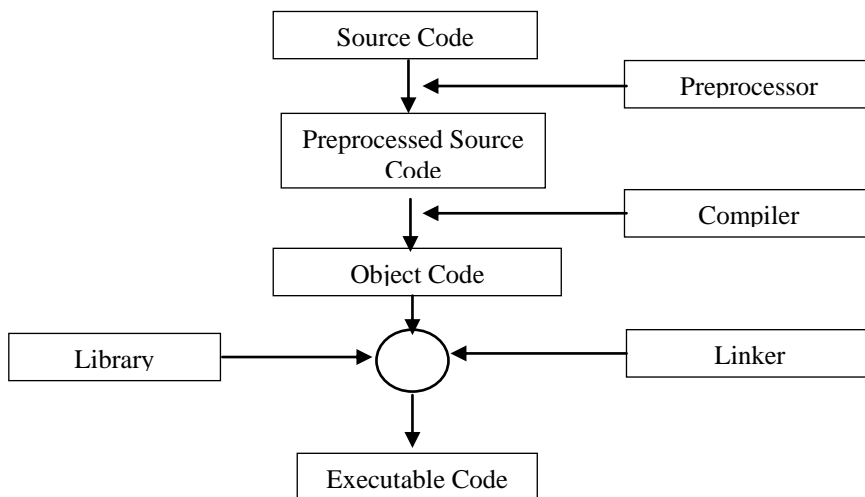 Source Code
Preprocessor
Preprocessed Source
Code
Compiler
Object Code
Library
Linker
Executable Code